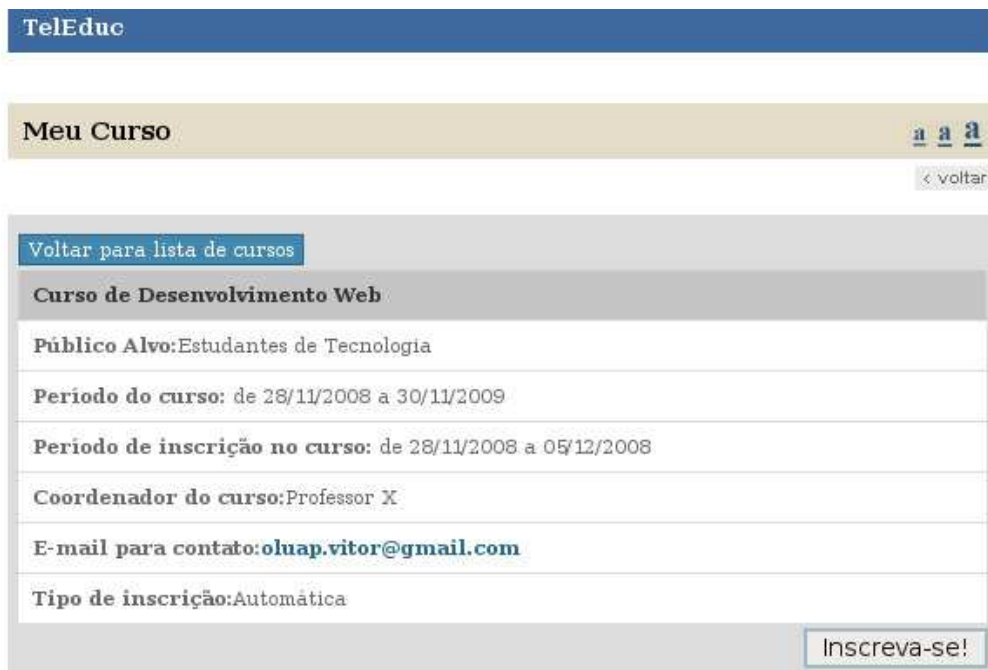 TelEduc
Meu Curso
a a a
< voltar
Voltar para lista de cursos
Curso de Desenvolvimento Web
Público Alvo:Estudantes de Tecnologia
Período do curso: de 28/11/2008 a 30/11/2009
Período de inscrição no curso: de 28/11/2008 a 05/12/2008
Coordenador do curso:Professor X
E-mail para contato:oluap.vitor@gmail.com
Tipo de inscrição:Automática
Inscreva-se!